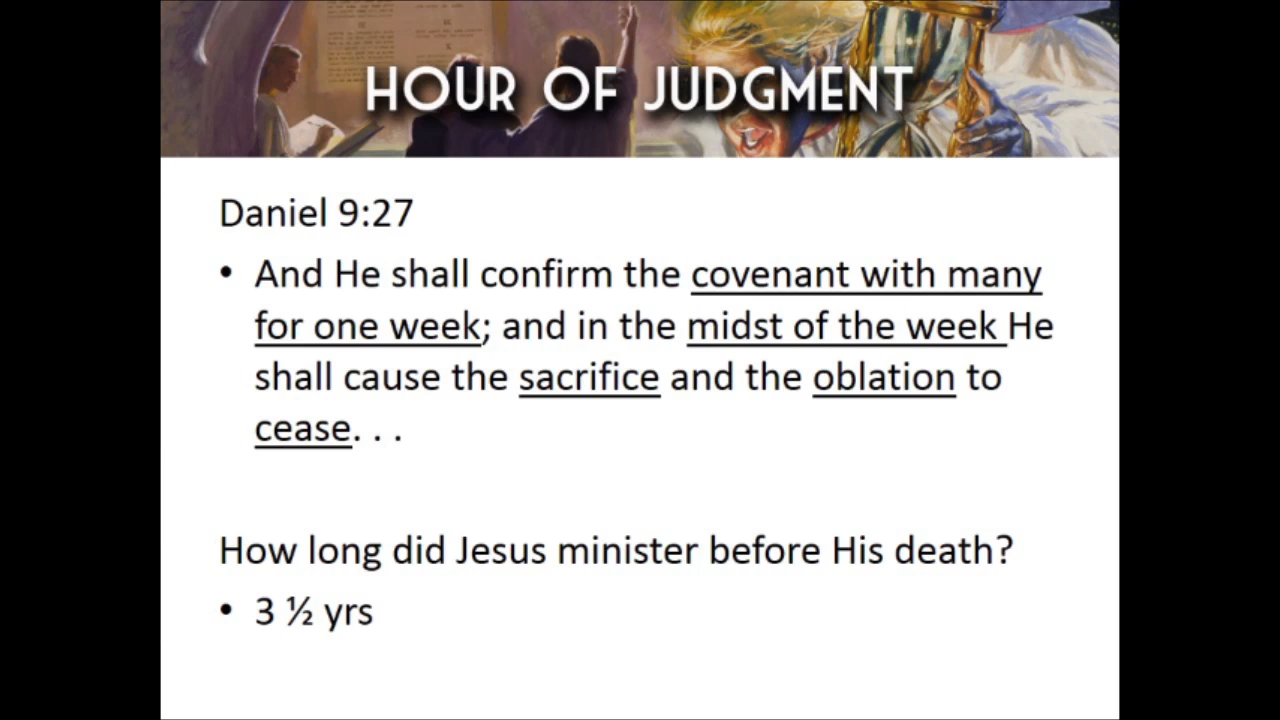 HOUR OF JUDGMENT
Daniel 9:27
• And He shall confirm the covenant with many
for one week; and in the midst of the week He
shall cause the sacrifice and the oblation to
cease. . .
How long did Jesus minister before His death?
• 3 ½ yrs